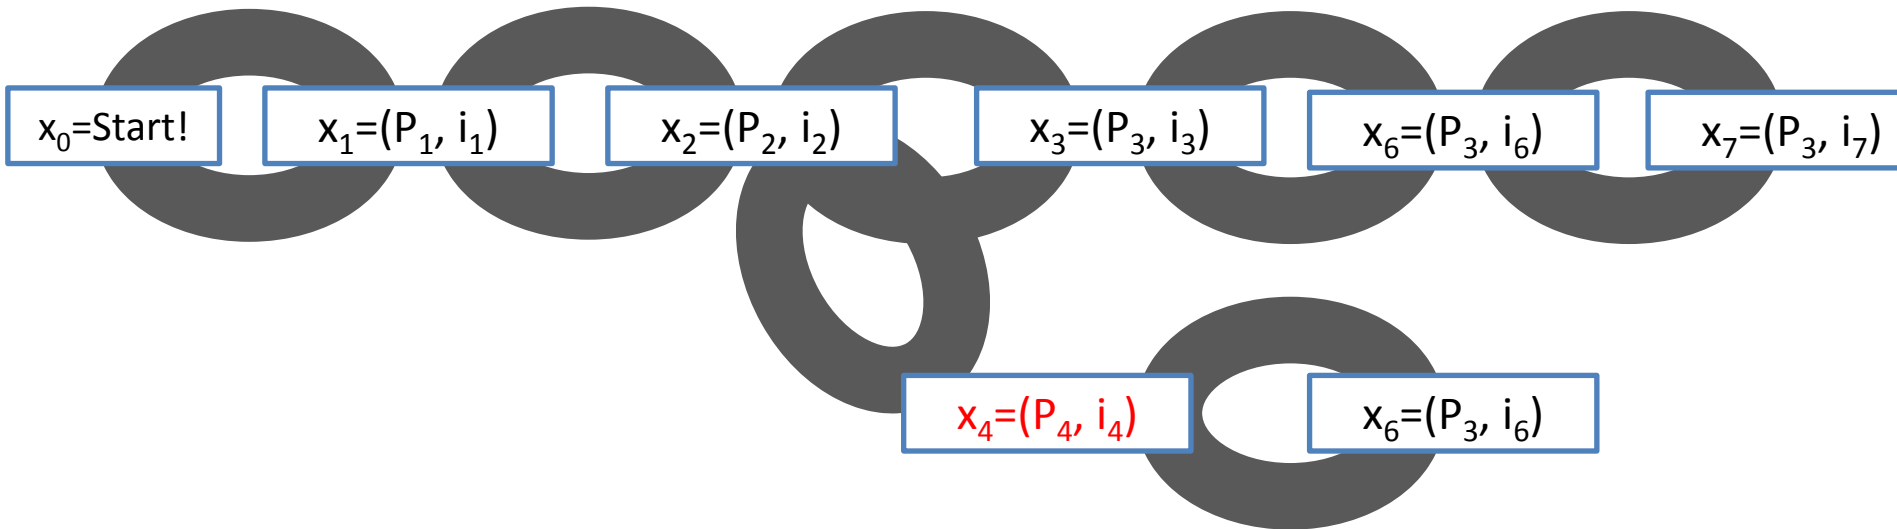 x₀=Start! x₁=(P₁, i₁) x₂=(P₂, i₂) x₃=(P₃, i₃) x₆=(P₃, i₆) x₇=(P₃, i₇)
x₄=(P₄, i₄) x₆=(P₃, i₆)